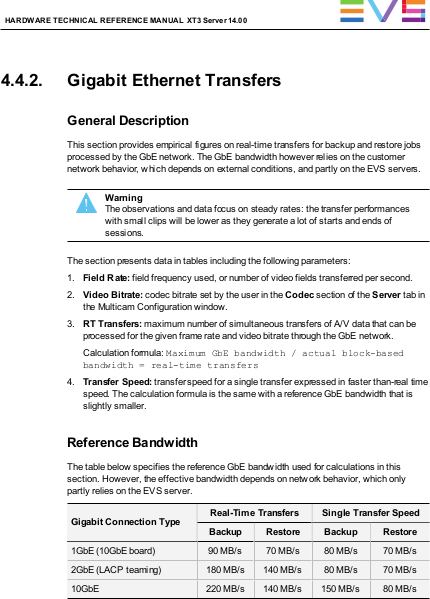 HARDWARE TECHNICAL REFERENCE MANUAL XT3 Server 14.00
EVS
4.4.2. Gigabit Ethernet Transfers
General Description
This section provides empirical figures on real-time transfers for backup and restore jobs
processed by the GbE network. The GbE bandwidth however relies on the customer
network behavior, which depends on external conditions, and partly on the EVS servers.
Warning
The observations and data focus on steady rates: the transfer performances
with small clips will be lower as they generate a lot of starts and ends of
sessions.
The section presents data in tables including the following parameters:
1. Field Rate: field frequency used, or number of video fields transferred per second.
2. Video Bitrate: codec bitrate set by the user in the Codec section of the Server tab in
the Multicam Configuration window.
3. RT Transfers: maximum number of simultaneous transfers of A/V data that can be
processed for the given frame rate and video bitrate through the GbE network.
Calculation formula: Maximum GbE bandwidth / actual block-based
bandwidth = real-time transfers
4. Transfer Speed: transfer speed for a single transfer expressed in faster than-real time
speed. The calculation formula is the same with a reference GbE bandwidth that is
slightly smaller.
Reference Bandwidth
The table below specifies the reference GbE bandwidth used for calculations in this
section. However, the effective bandwidth depends on network behavior, which only
partly relies on the EVS server.
Gigabit Connection Type Real-Time Transfers Single Transfer Speed
Backup Restore Backup Restore
1GbE (10GbE board) 90 MB/s 70 MB/s 80 MB/s 70 MB/s
2GbE (LACP teaming) 180 MB/s 140 MB/s 80 MB/s 70 MB/s
10GbE 220 MB/s 140 MB/s 150 MB/s 80 MB/s